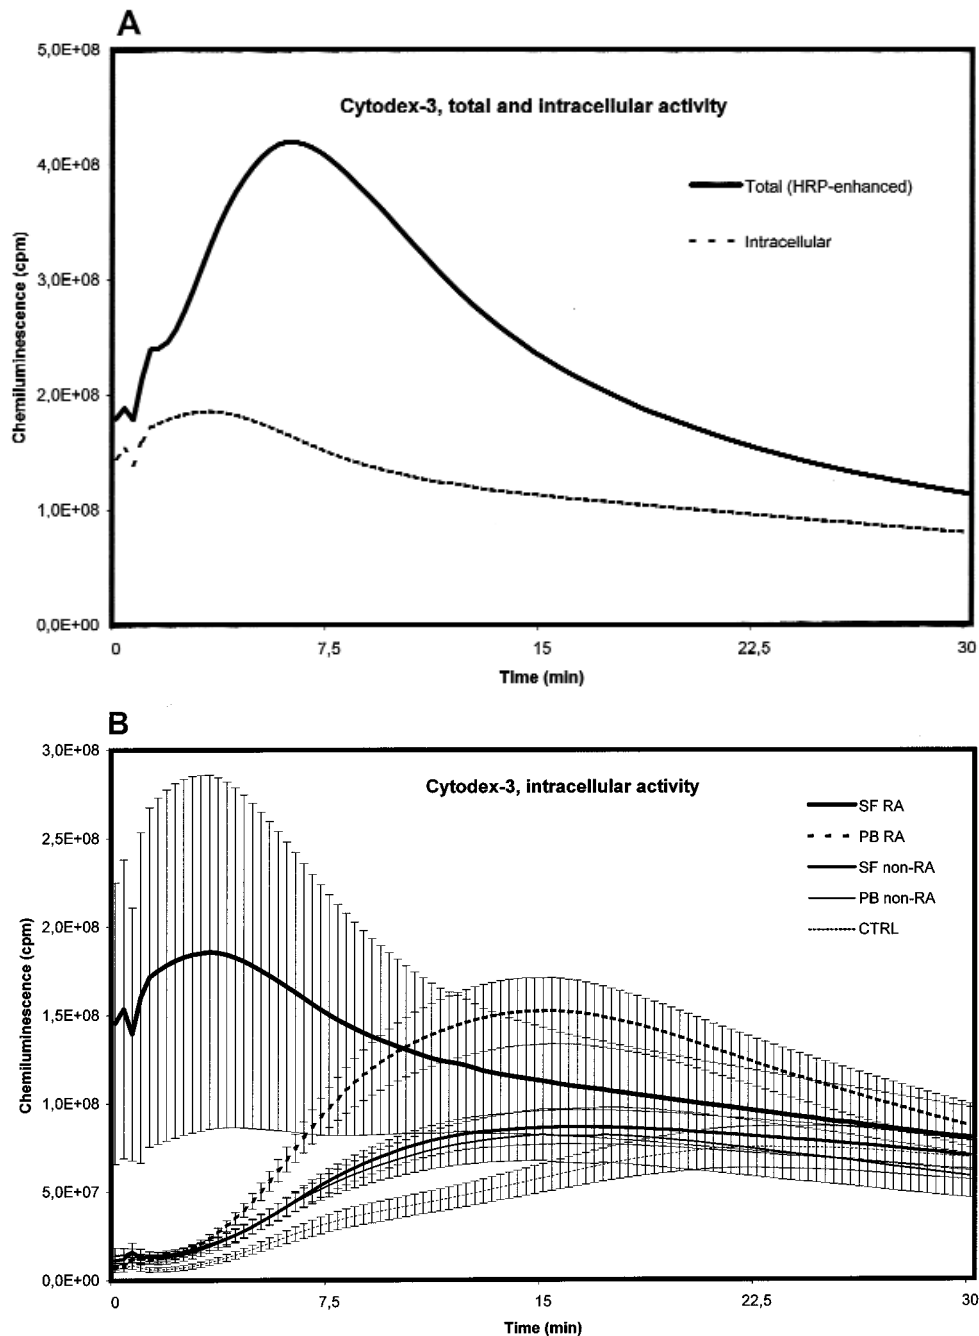 A
5,0E+08
Cytodex-3, total and intracellular activity
4,0E+08
Total (HRP-enhanced)
Intracellular
3,0E+08
Chemiluminescence (cpm)
2,0E+08
1,0E+08
0,0E+00
0 7,5 15 22,5 30
Time (min)
B
3,0E+08
Cytodex-3, intracellular activity
SF RA
PB RA
SF non-RA
PB non-RA
CTRL
2,5E+08
2,0E+08
Chemiluminescence (cpm)
1,5E+08
1,0E+08
5,0E+07
0,0E+00
0 7,5 15 22,5 30
Time (min)